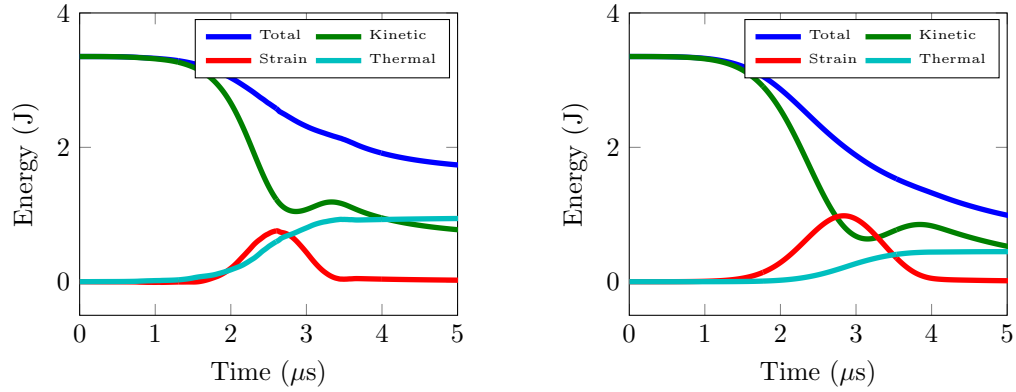 4
2
0
Energy (J)
Total
Kinetic
Strain
Thermal
0 1 2 3 4 5
Time (μs)
4
2
0
Energy (J)
Total
Kinetic
Strain
Thermal
0 1 2 3 4 5
Time (μs)